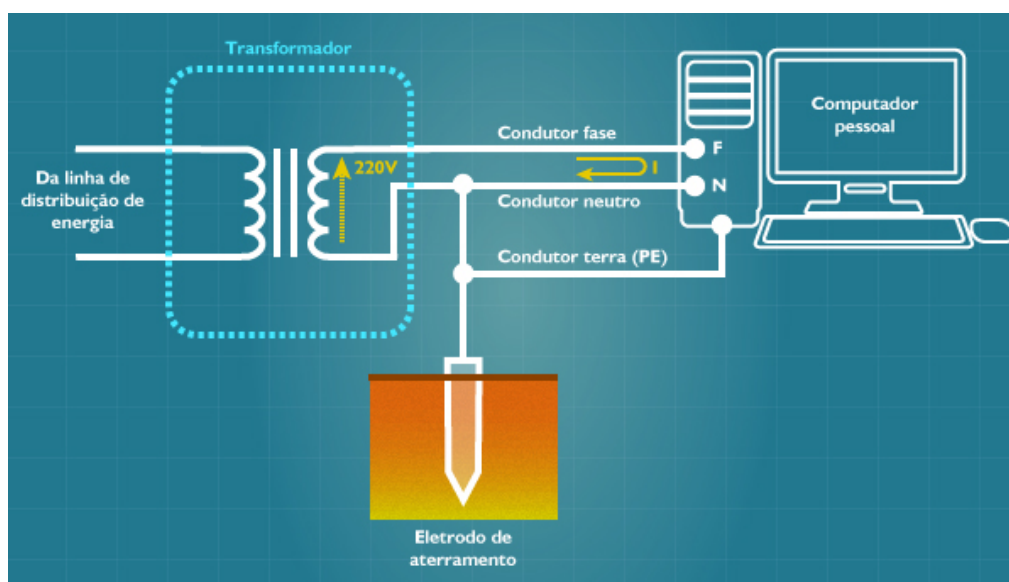 Transformador
Da linha de
distribuição de
energia
220V
Condutor fase
I
Condutor neutro
Condutor terra (PE)
F
N
Computador
pessoal
Eletrodo de
aterramento